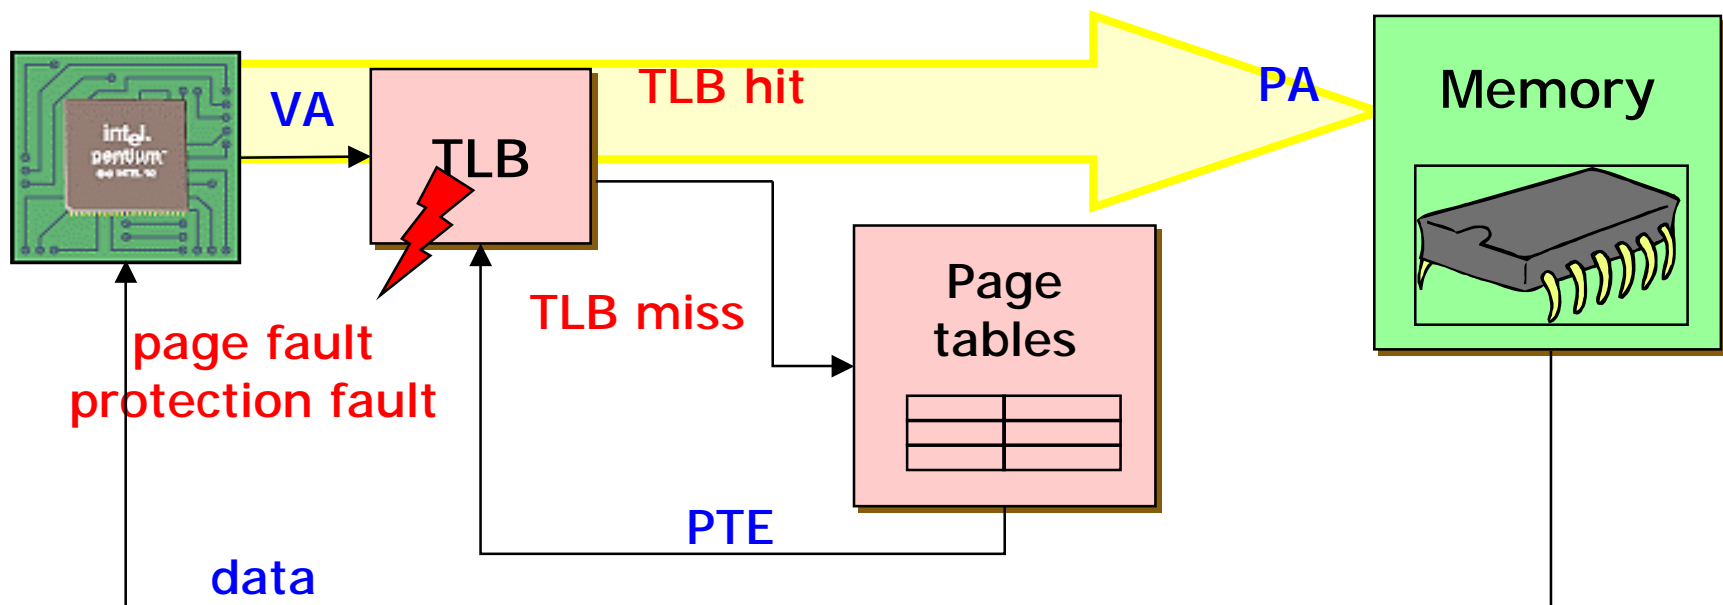 VA
TLB hit
PA
Memory
intel.
pentium
TLB
Page
tables
TLB miss
page fault
protection fault
PTE
data